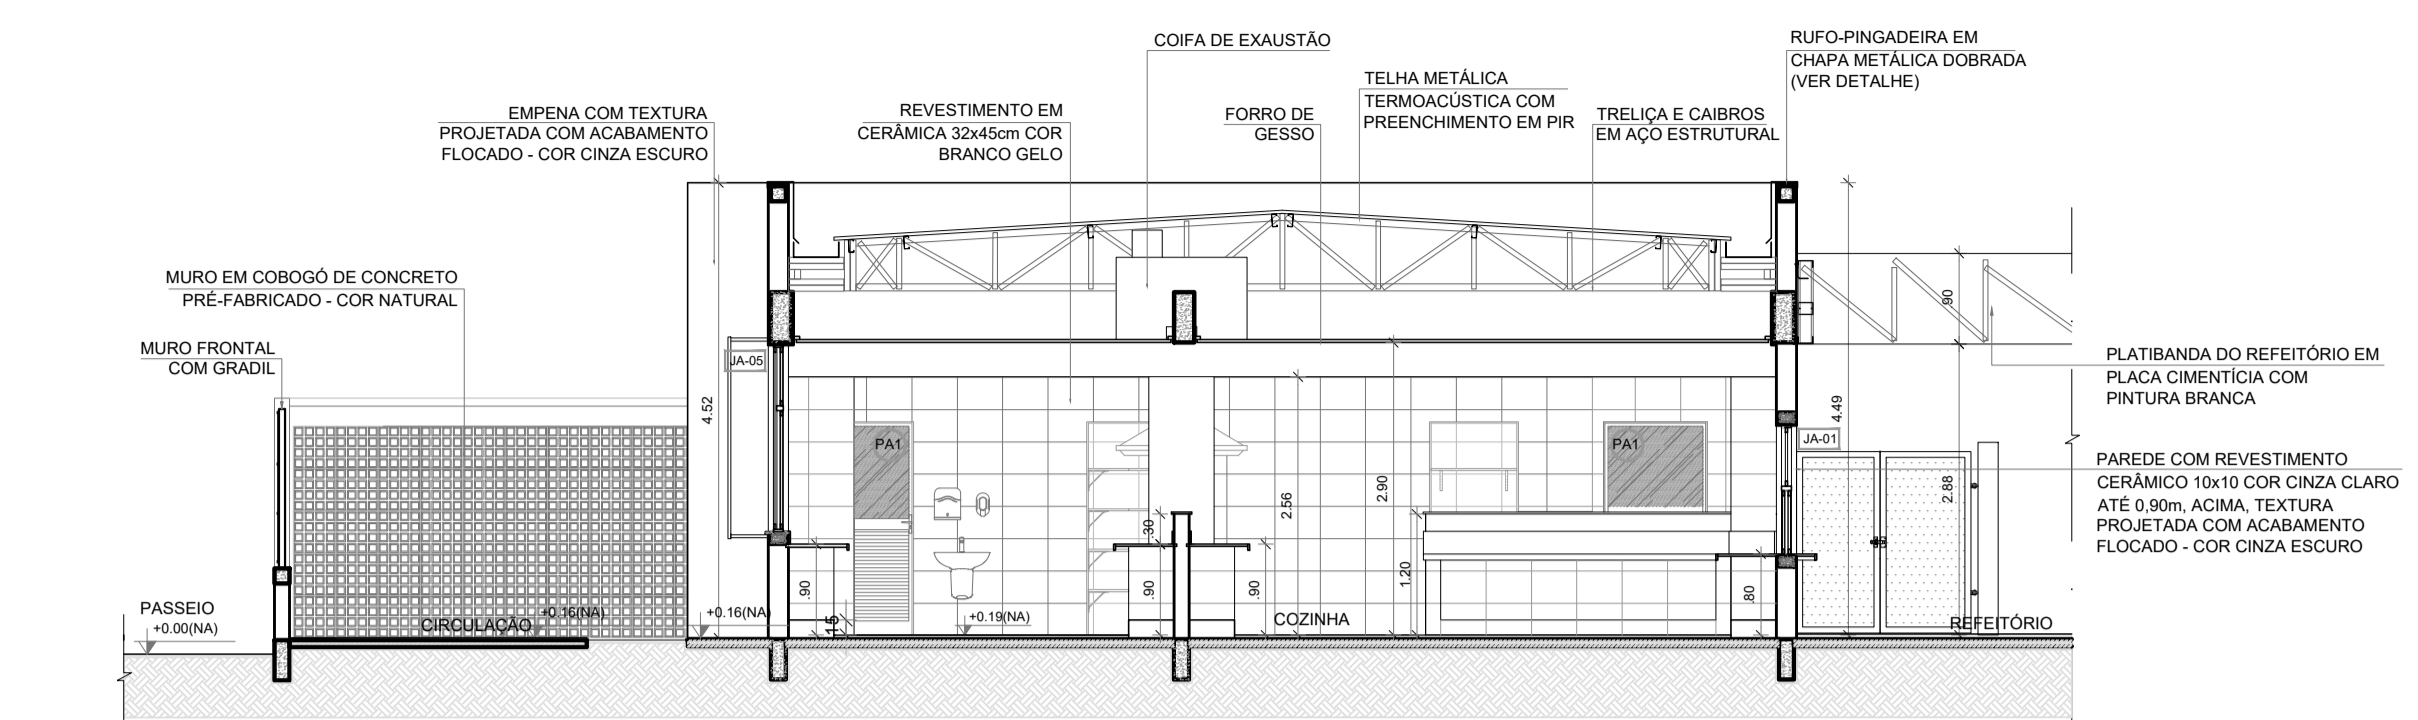 COIFA DE EXAUSTÃO
RUFO-PINGADEIRA EM
CHAPA METÁLICA DOBRADA
(VER DETALHE)
TELHA METÁLICA
TERMOACÚSTICA COM
PREENCHIMENTO EM PIR
EMPENA COM TEXTURA
PROJETADA COM ACABAMENTO
FLOCADO - COR CINZA ESCURO
REVESTIMENTO EM
CERÂMICA 32x45cm COR
BRANCO GELO
FORRO DE
GESSO
TRELIÇA E CAIBROS
EM AÇO ESTRUTURAL
MURO EM COBOGÓ DE CONCRETO
PRÉ-FABRICADO - COR NATURAL
MURO FRONTAL
COM GRADIL
JA-05
.90
PLATIBANDA DO REFEITÓRIO EM
PLACA CIMENTÍCIA COM
PINTURA BRANCA
4.52
4.49
PA1
PA1
JA-01
PAREDE COM REVESTIMENTO
CERÂMICO 10x10 COR CINZA CLARO
ATÉ 0,90m, ACIMA, TEXTURA
PROJETADA COM ACABAMENTO
FLOCADO - COR CINZA ESCURO
2.56
2.90
2.88
.30
1.20
.90
.90
.90
.80
PASSEIO
+0.00(NA)
CIRCULAÇÃO
+0.16(NA)
+0.16(NA)
15
+0.19(NA)
COZINHA
REFEITÓRIO